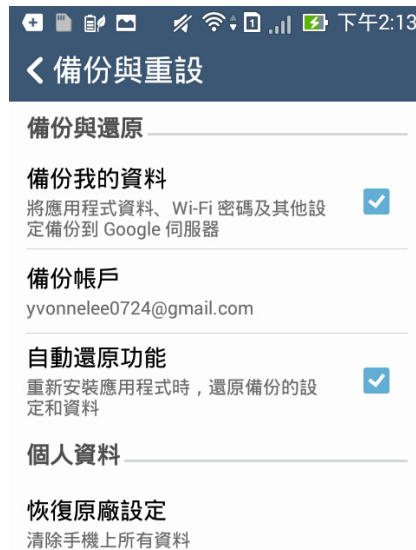 1 下午2:13
備份與重設
備份與還原
備份我的資料
將應用程式資料、Wi-Fi 密碼及其他設
定備份到 Google 伺服器
備份帳戶
yvonnelee0724@gmail.com
自動還原功能
重新安裝應用程式時，還原備份的設
定和資料
個人資料
恢復原廠設定
清除手機上所有資料